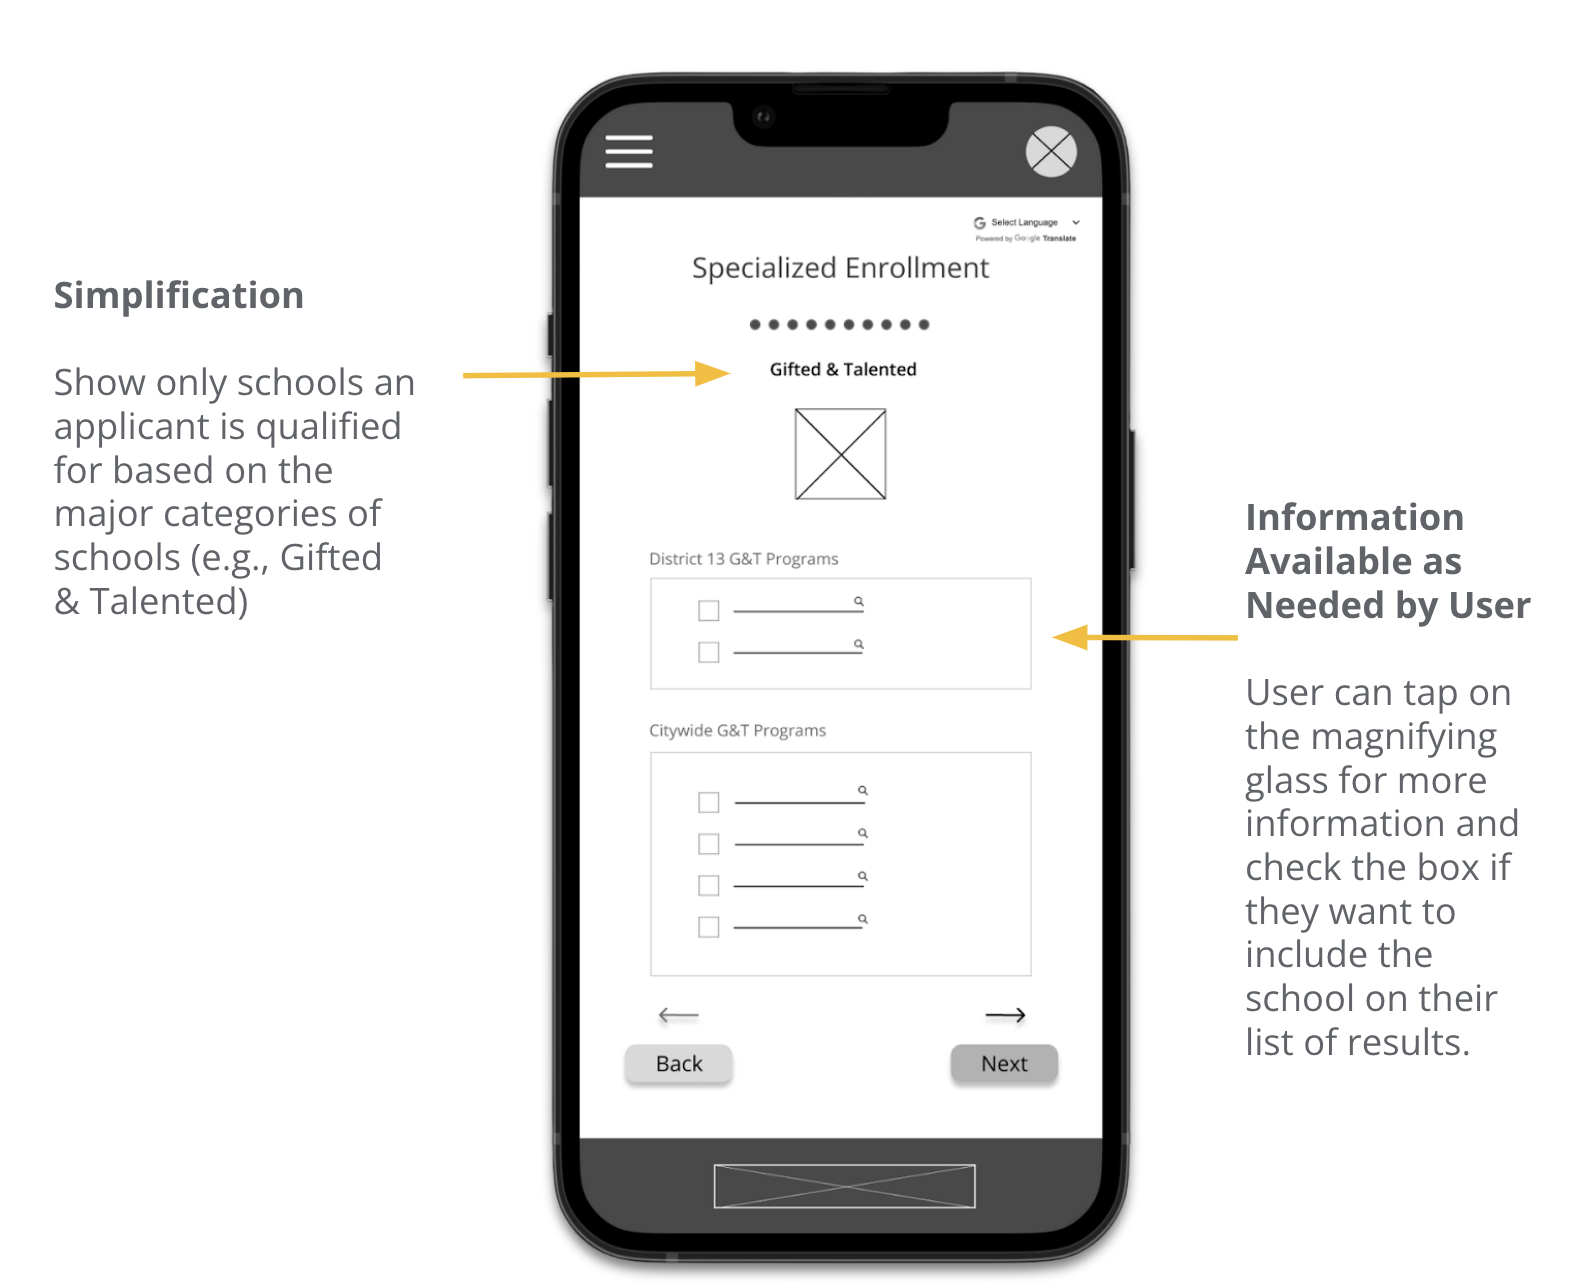 Select Language
Powered by Google Translate
Specialized Enrollment
Simplification
Show only schools an
applicant is qualified
for based on the
major categories of
schools (e.g., Gifted
& Talented)
Gifted & Talented
District 13 G&T Programs
Citywide G&T Programs
Back
Next
Information
Available as
Needed by User
User can tap on
the magnifying
glass for more
information and
check the box if
they want to
include the
school on their
list of results.